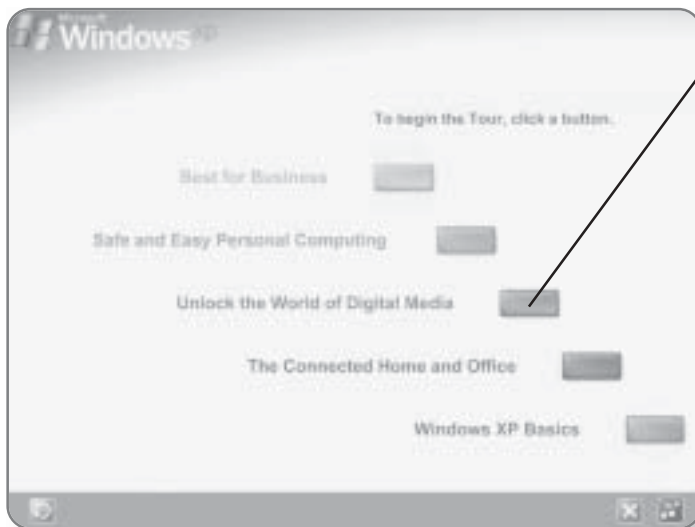 Microsoft
Windows xp
To begin the Tour, click a button.
Best for Business
Safe and Easy Personal Computing
Unlock the World of Digital Media
The Connected Home and Office
Windows XP Basics